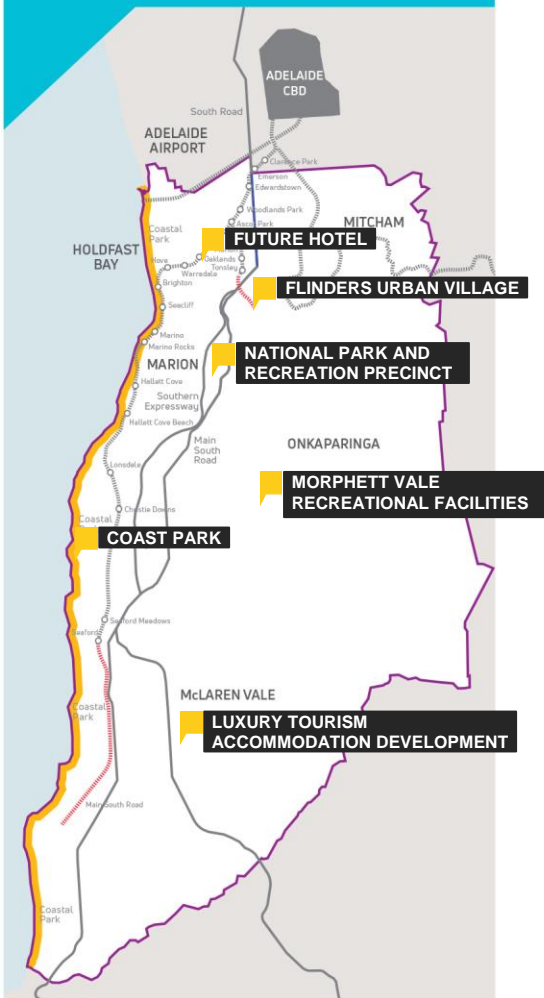 ADELAIDE
CBD
South Road
ADELAIDE
AIRPORT
Clarence Park
Emerson
Edwardstown
Woodlands Park
Ascot Park
MITCHAM
Coastal
Park
HOLDFAST
BAY
FUTURE HOTEL
Hove
Oaklands
Warradale
Tonsley
Brighton
FLINDERS URBAN VILLAGE
Seacliff
Marino
Marino Rocks
NATIONAL PARK AND
RECREATION PRECINCT
MARION
Hallett Cove
Southern
Expressway
Hallett Cove Beach
Main
South
Road
ONKAPARINGA
Lonsdale
MORPHETT VALE
RECREATIONAL FACILITIES
Christie Downs
Coastal
COAST PARK
Seaford Meadows
Seaford
McLAREN VALE
Coastal
Park
LUXURY TOURISM
ACCOMMODATION DEVELOPMENT
Main South Road
Coastal
Park